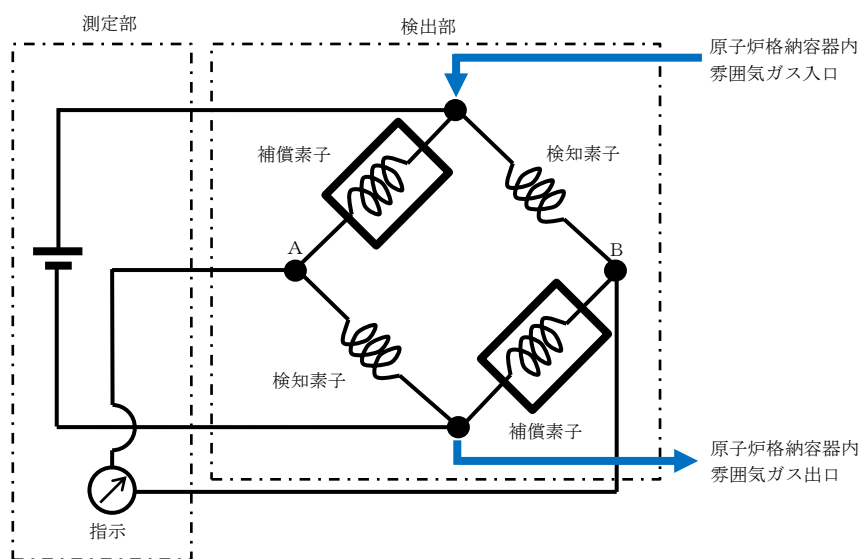 測定部
検出部
原子炉格納容器内
雰囲気ガス入口
補償素子
検知素子
A
B
検知素子
補償素子
原子炉格納容器内
雰囲気ガス出口
指示